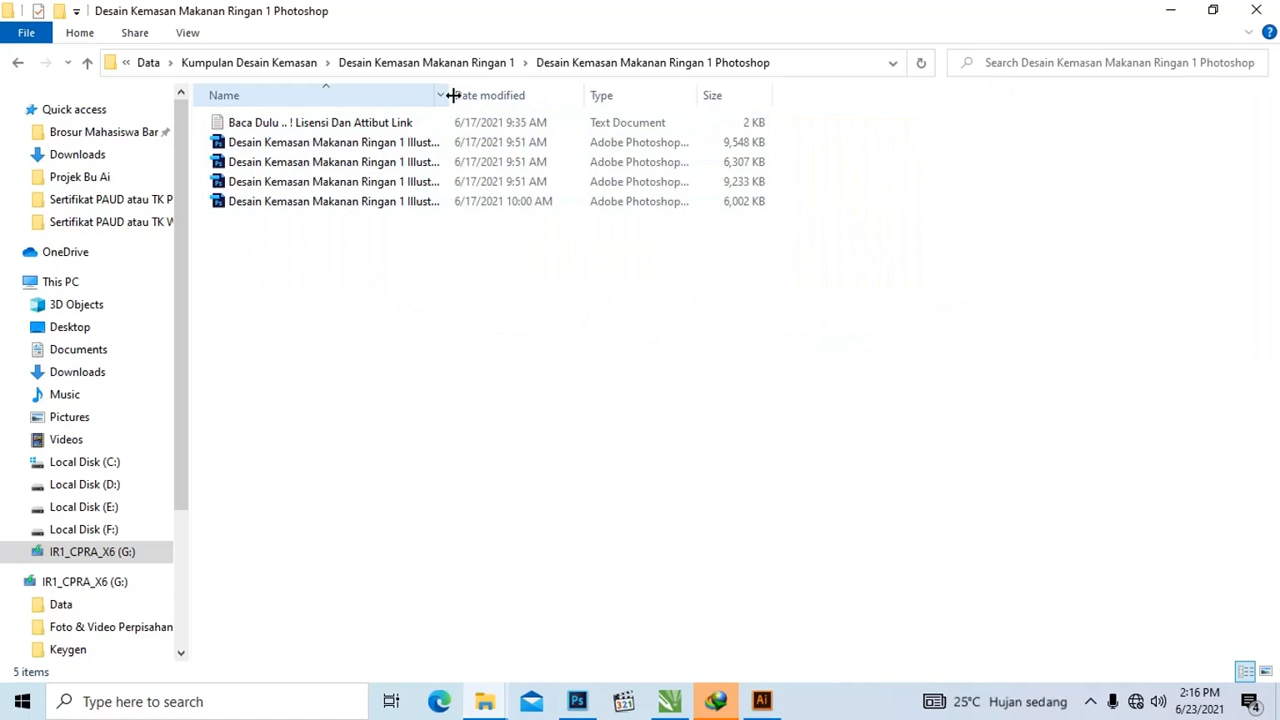 Desain Kemasan Makanan Ringan 1 Photoshop
File Home Share View
« Data > Kumpulan Desain Kemasan > Desain Kemasan Makanan Ringan 1 > Desain Kemasan Makanan Ringan 1 Photoshop
Search Desain Kemasan Makanan Ringan 1 Photoshop
Name Date modified Type Size
Baca Dulu .. ! Lisensi Dan Attibut Link 6/17/2021 9:35 AM Text Document 2 KB
Desain Kemasan Makanan Ringan 1 Illust... 6/17/2021 9:51 AM Adobe Photoshop... 9,548 KB
Desain Kemasan Makanan Ringan 1 Illust... 6/17/2021 9:51 AM Adobe Photoshop... 6,307 KB
Desain Kemasan Makanan Ringan 1 Illust... 6/17/2021 9:51 AM Adobe Photoshop... 9,233 KB
Desain Kemasan Makanan Ringan 1 Illust... 6/17/2021 10:00 AM Adobe Photoshop... 6,002 KB
Quick access
Brosur Mahasiswa Bar
Downloads
Projek Bu Ai
Sertifikat PAUD atau TK P
Sertifikat PAUD atau TK W
OneDrive
This PC
3D Objects
Desktop
Documents
Downloads
Music
Pictures
Videos
Local Disk (C:)
Local Disk (D:)
Local Disk (E:)
Local Disk (F:)
IR1_CPRA_X6 (G:)
IR1_CPRA_X6 (G:)
Data
Foto & Video Perpisahan
Keygen
5 items
Type here to search
Ps
321
Ai
25°C Hujan sedang
2:16 PM
6/23/2021
4